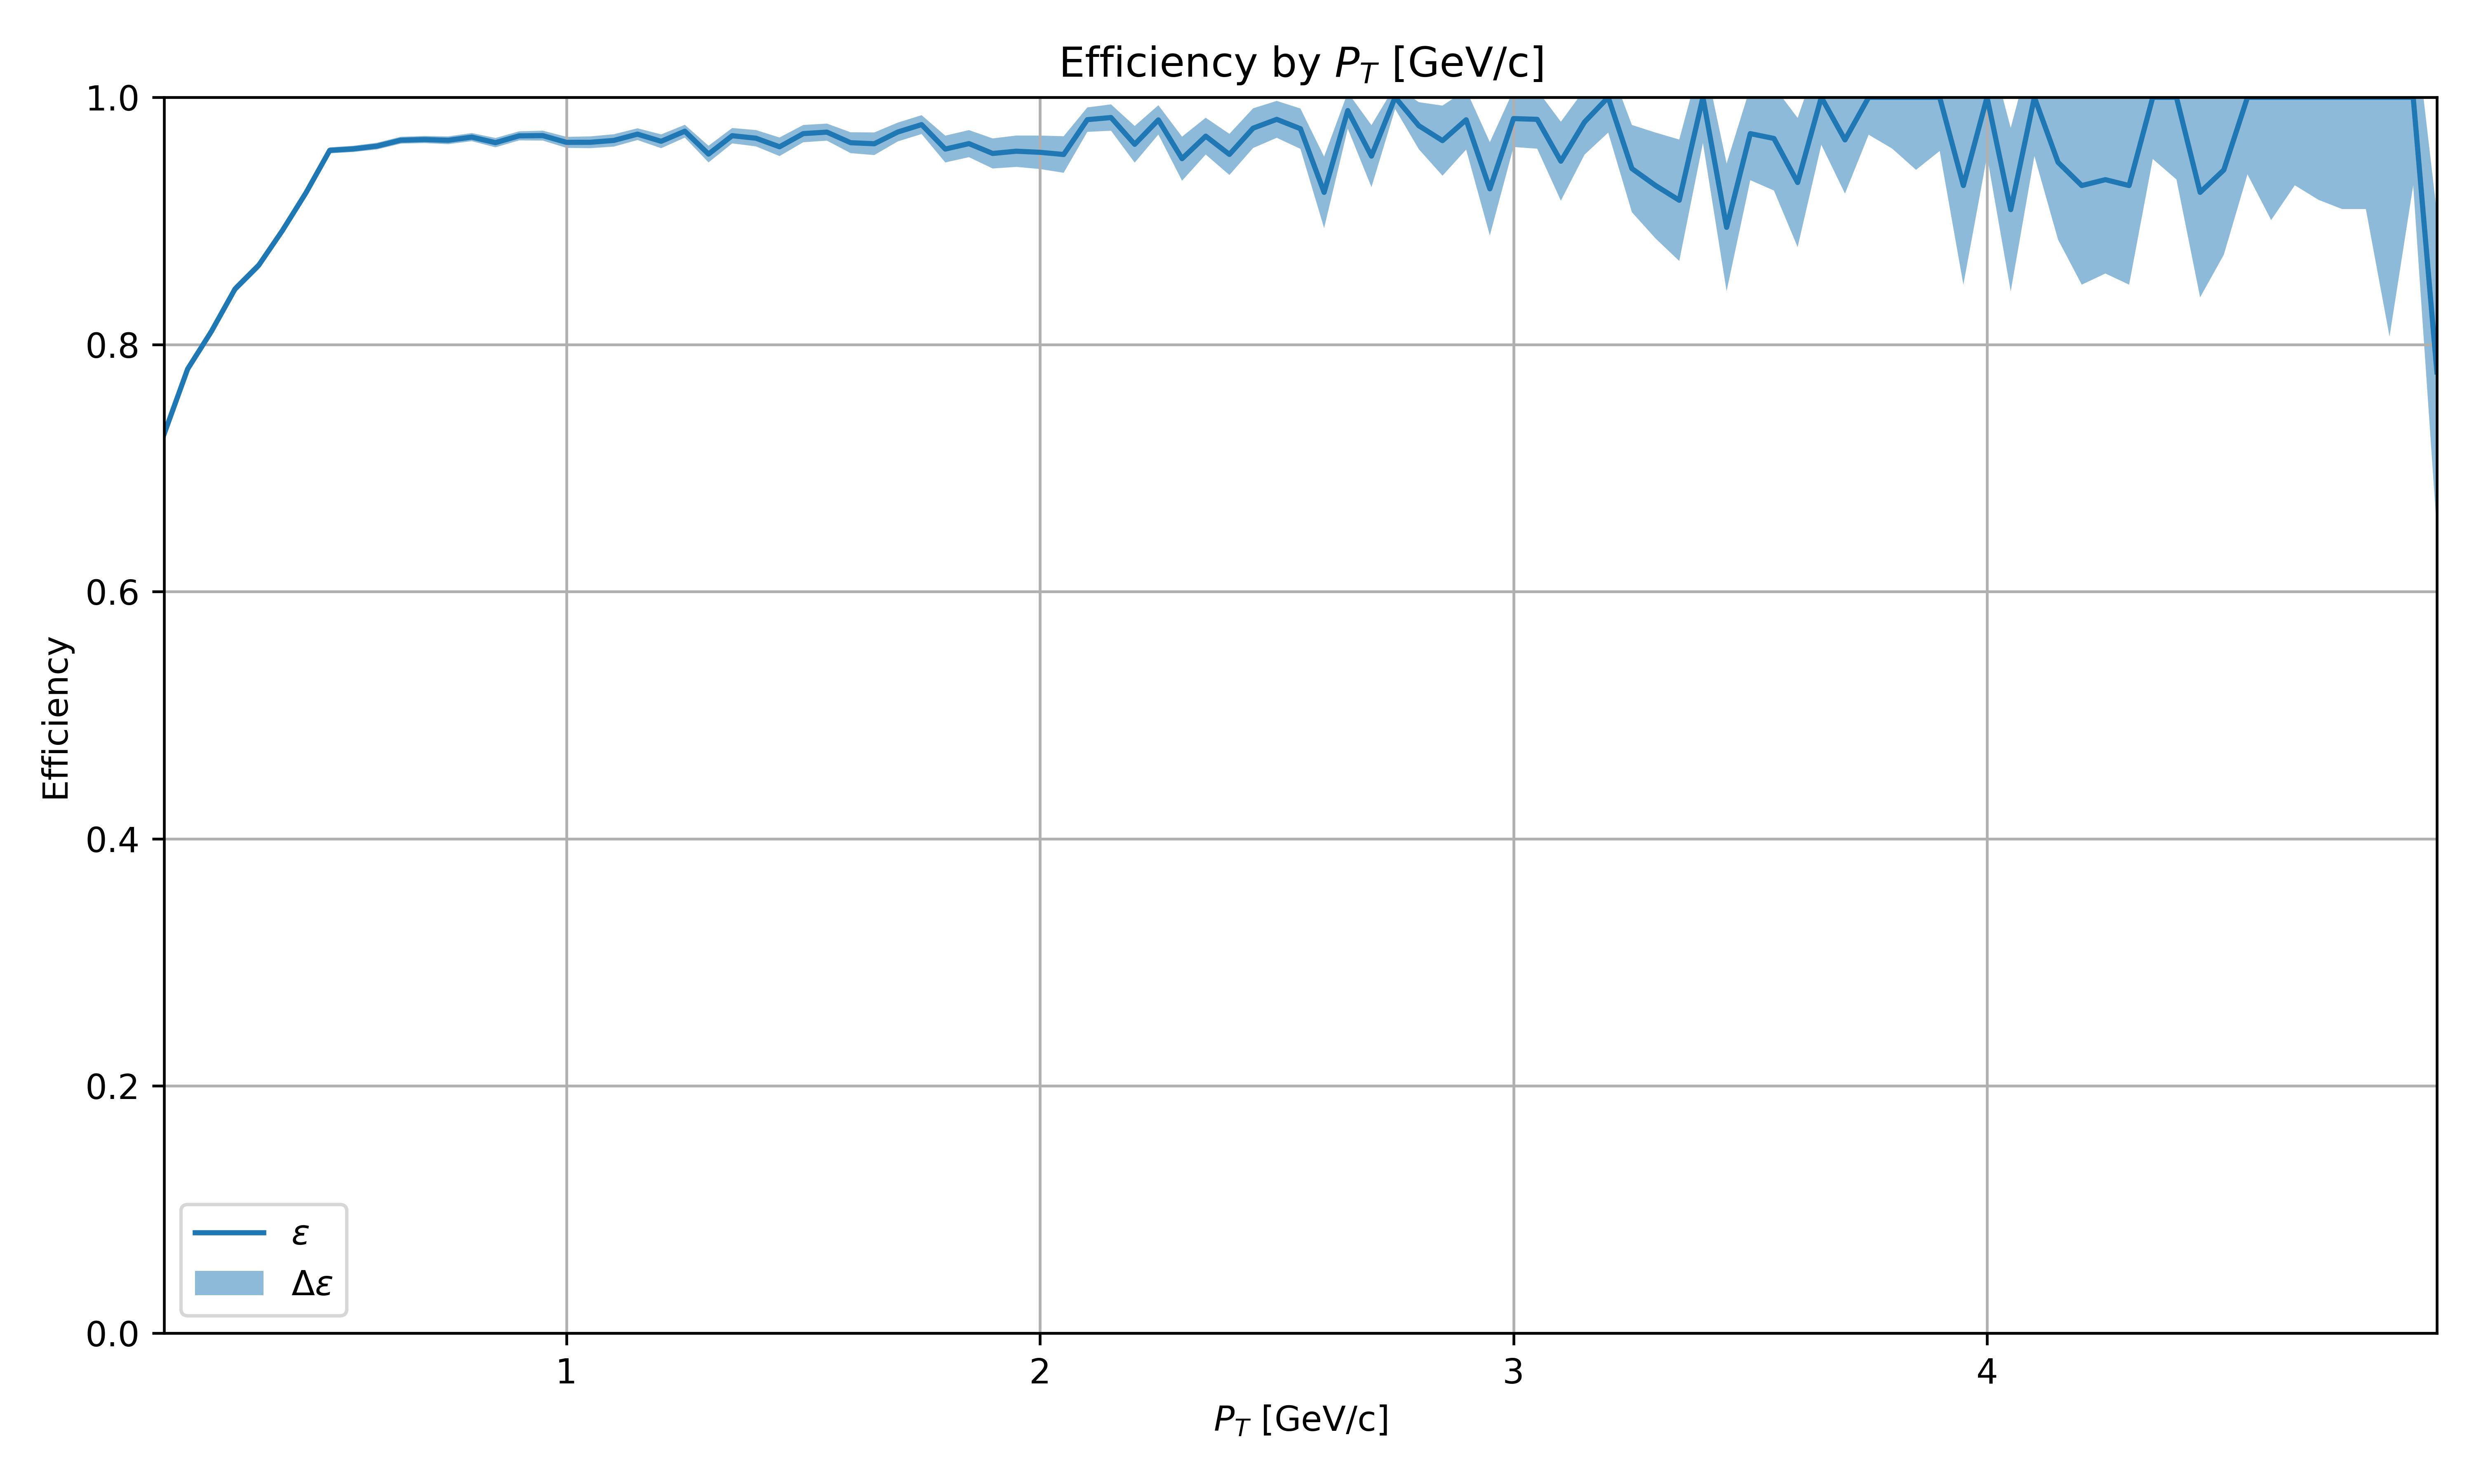 Efficiency by P_T [GeV/c]
1.0
0.8
0.6
0.4
0.2
0.0
Efficiency
ε
Δε
1 2 3 4
P_T [GeV/c]